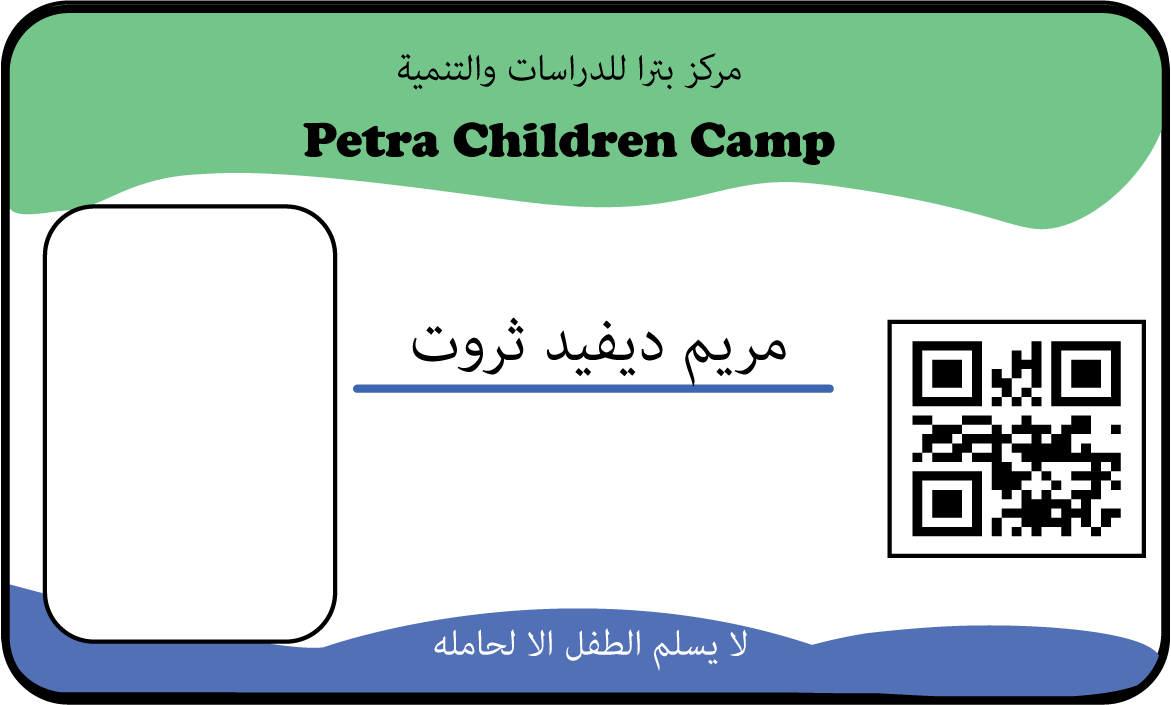 مركز بترا للدراسات والتنمية
Petra Children Camp
مريم ديفيد ثروت
لا يسلم الطفل الا لحامله